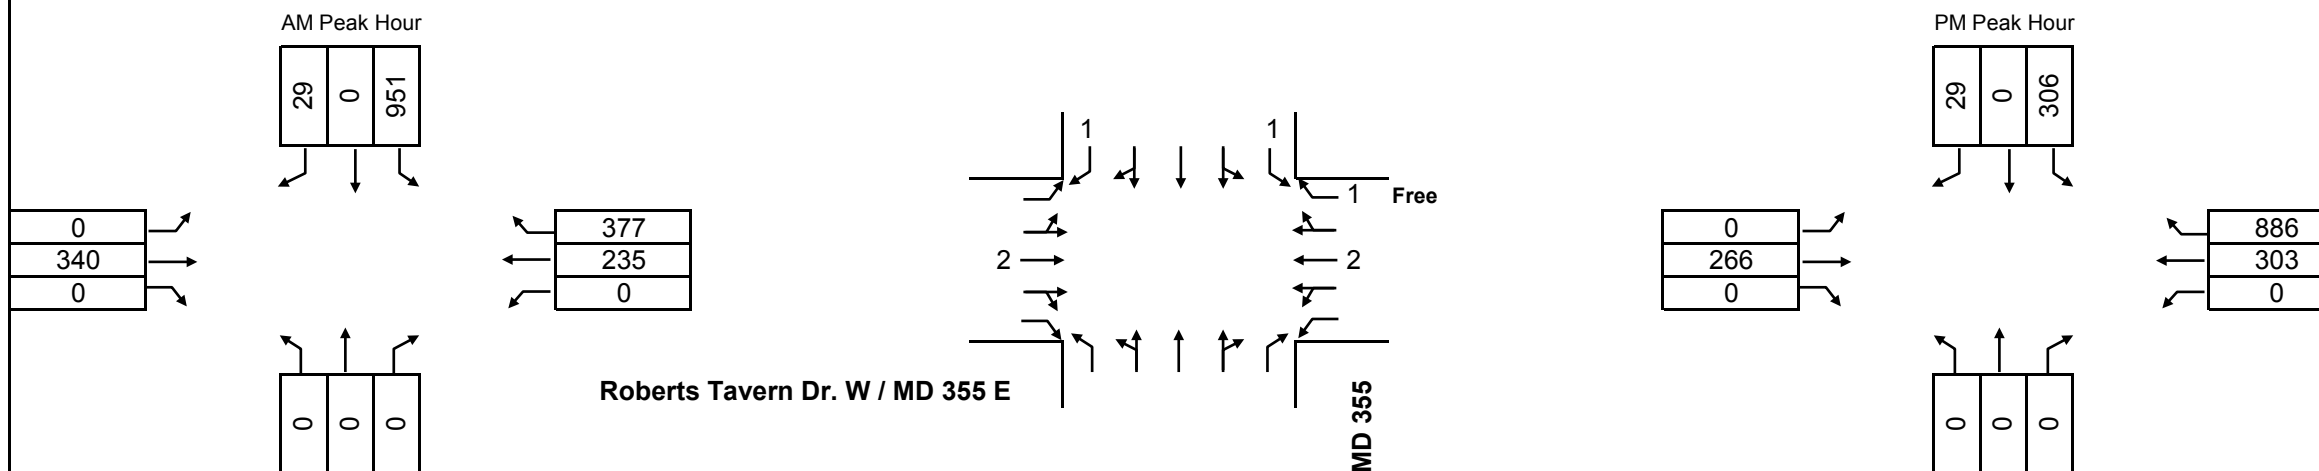 AM Peak Hour
29 0 951
0
340
0
377
235
0
0 0 0
1 1
1 Free
2 2
Roberts Tavern Dr. W / MD 355 E
MD 355
PM Peak Hour
29 0 306
0
266
0
886
303
0
0 0 0